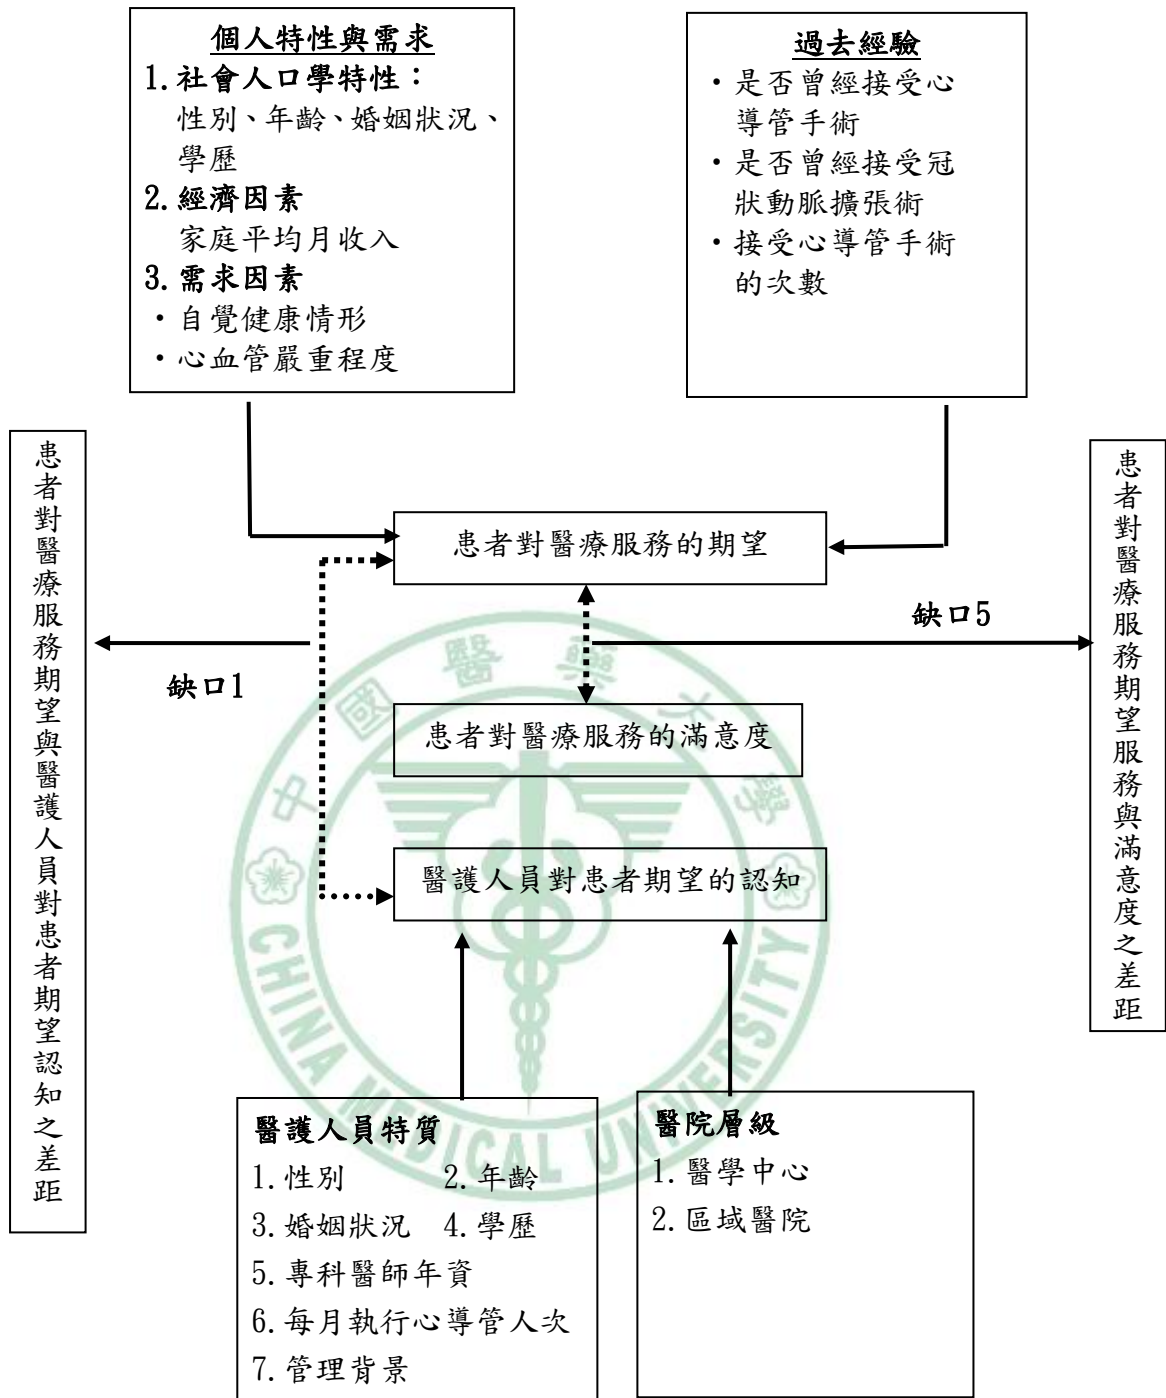 個人特性與需求
1.社會人口學特性：
性別、年齡、婚姻狀況、
學歷
2.經濟因素
家庭平均月收入
3.需求因素
·自覺健康情形
·心血管嚴重程度
過去經驗
·是否曾經接受心
導管手術
·是否曾經接受冠
狀動脈擴張術
·接受心導管手術
的次數
患者對醫療服務期望與醫護人員對患者期望認知之差距
患者對醫療服務的期望
缺口1
缺口5
患者對醫療服務的滿意度
醫護人員對患者期望的認知
患者對醫療服務期望服務與滿意度之差距
中國醫藥大學
CHINA MEDICAL UNIVERSITY
醫護人員特質
1.性別 2.年齡
3.婚姻狀況 4.學歷
5.專科醫師年資
6.每月執行心導管人次
7.管理背景
醫院層級
1.醫學中心
2.區域醫院